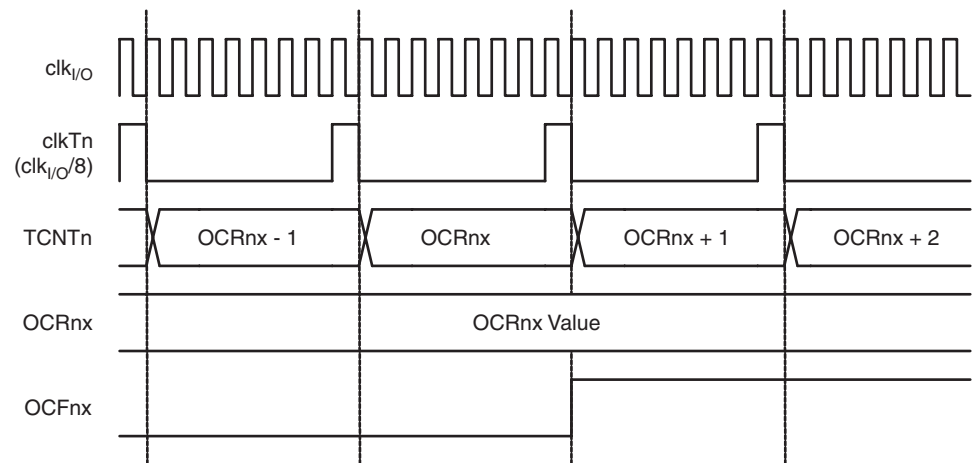 clkI/O
clkTn
(clkI/O/8)
TCNTn
OCRnx - 1
OCRnx
OCRnx + 1
OCRnx + 2
OCRnx
OCRnx Value
OCFnx